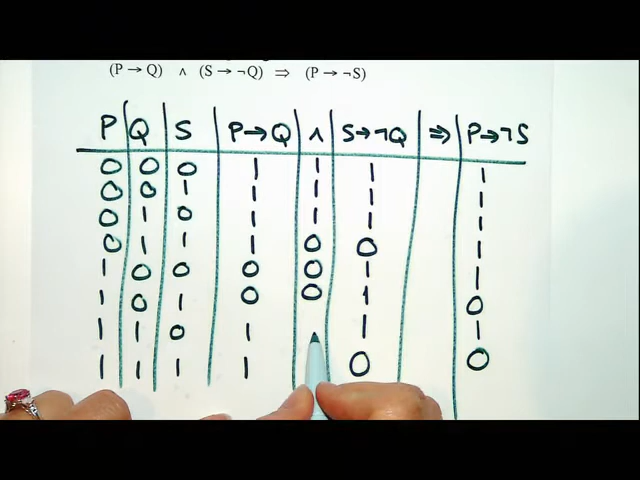 (P → Q) ∧ (S → ¬Q) ⇒ (P → ¬S)
P Q S P→Q ∧ S→¬Q ⇒ P→¬S
0 0 0 1 1 1 1
0 0 1 1 1 1 1
0 1 0 1 1 1 1
0 1 1 1 0 0 1
1 0 0 0 0 1 1
1 0 1 0 0 1 0
1 1 0 1 1 1
1 1 1 1 0 0